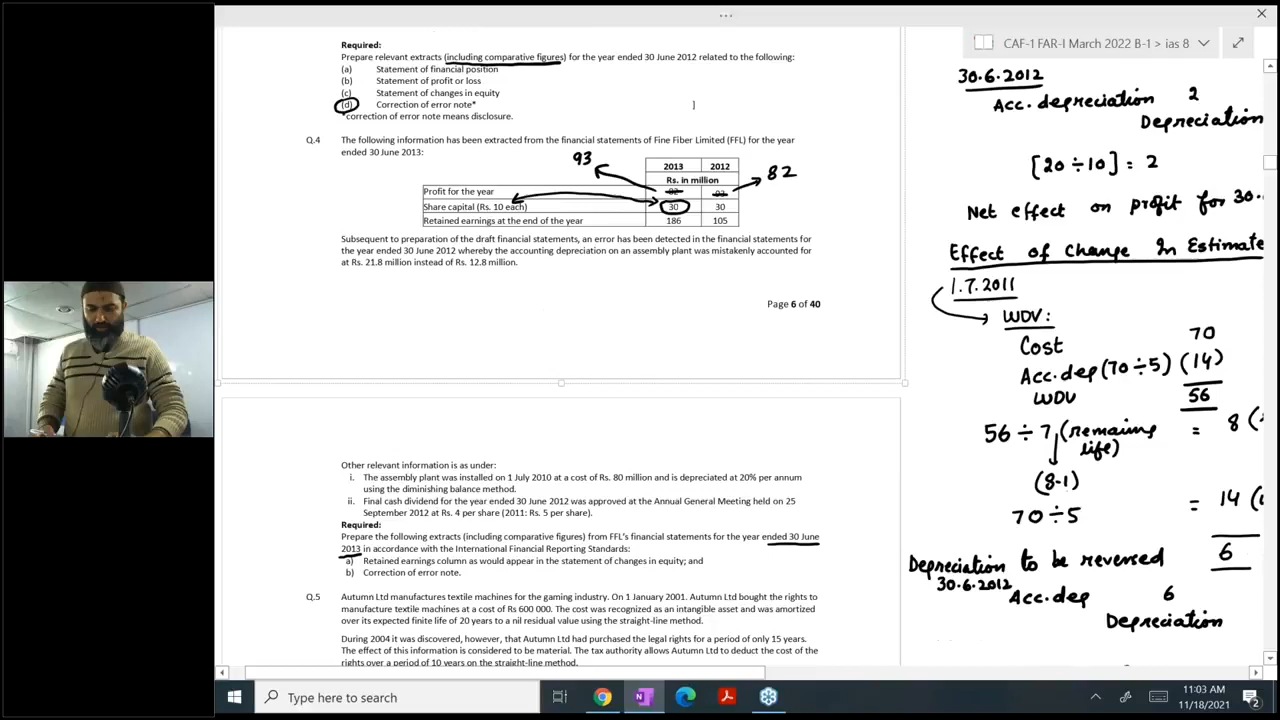 CAF-1 FAR-I March 2022 B-1 > ias 8
Required:
Prepare relevant extracts (including comparative figures) for the year ended 30 June 2012 related to the following:
(a) Statement of financial position
(b) Statement of profit or loss
(c) Statement of changes in equity
(d) Correction of error note* ]
*correction of error note means disclosure.
Q.4 The following information has been extracted from the financial statements of Fine Fiber Limited (FFL) for the year
ended 30 June 2013:
93
82
2013 2012
Rs. in million
Profit for the year
Share capital (Rs. 10 each) 30 30
Retained earnings at the end of the year 186 105
Subsequent to preparation of the draft financial statements, an error has been detected in the financial statements for
the year ended 30 June 2012 whereby the accounting depreciation on an assembly plant was mistakenly accounted for
at Rs. 21.8 million instead of Rs. 12.8 million.
Page 6 of 40
Other relevant information is as under:
i. The assembly plant was installed on 1 July 2010 at a cost of Rs. 80 million and is depreciated at 20% per annum
using the diminishing balance method.
ii. Final cash dividend for the year ended 30 June 2012 was approved at the Annual General Meeting held on 25
September 2012 at Rs. 4 per share (2011: Rs. 5 per share).
Required:
Prepare the following extracts (including comparative figures) from FFL's financial statements for the year ended 30 June
2013 in accordance with the International Financial Reporting Standards:
a) Retained earnings column as would appear in the statement of changes in equity; and
b) Correction of error note.
Q.5 Autumn Ltd manufactures textile machines for the gaming industry. On 1 January 2001. Autumn Ltd bought the rights to
manufacture textile machines at a cost of Rs 600 000. The cost was recognized as an intangible asset and was amortized
over its expected finite life of 20 years to a nil residual value using the straight-line method.
During 2004 it was discovered, however, that Autumn Ltd had purchased the legal rights for a period of only 15 years.
The effect of this information is considered to be material. The tax authority allows Autumn Ltd to deduct the cost of the
rights over a period of 10 years on the straight-line method.
30.6.2012
Acc. depreciation 2
Depreciation
[20 ÷ 10] = 2
Net effect on profit for 30.
Effect of Change In Estimate
1.7.2011
WDV:
Cost 70
Acc. dep (70 ÷ 5) (14)
WDV 56
56 ÷ 7 (remaining life) = 8 (
(8-1)
70 ÷ 5 = 14 (
Depreciation to be reversed 6
30.6.2012
Acc. dep 6
Depreciation
Type here to search
11:03 AM
11/18/2021
2